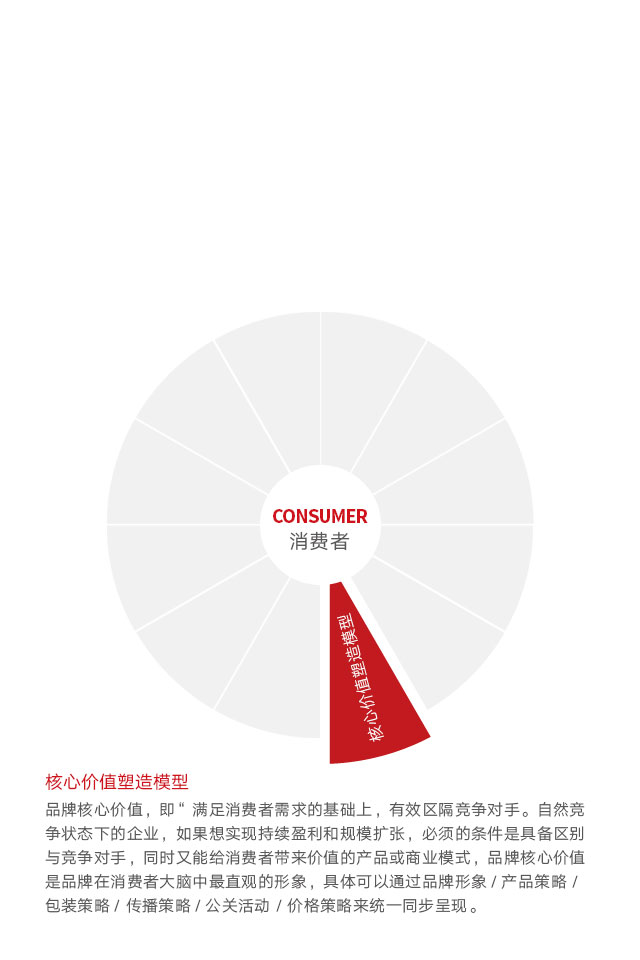 CONSUMER
消费者
核心价值塑造模型
核心价值塑造模型
品牌核心价值，即“ 满足消费者需求的基础上，有效区隔竞争对手。自然竞
争状态下的企业，如果想实现持续盈利和规模扩张，必须的条件是具备区别
与竞争对手，同时又能给消费者带来价值的产品或商业模式，品牌核心价值
是品牌在消费者大脑中最直观的形象，具体可以通过品牌形象 / 产品策略 /
包装策略 / 传播策略 / 公关活动 / 价格策略来统一同步呈现。